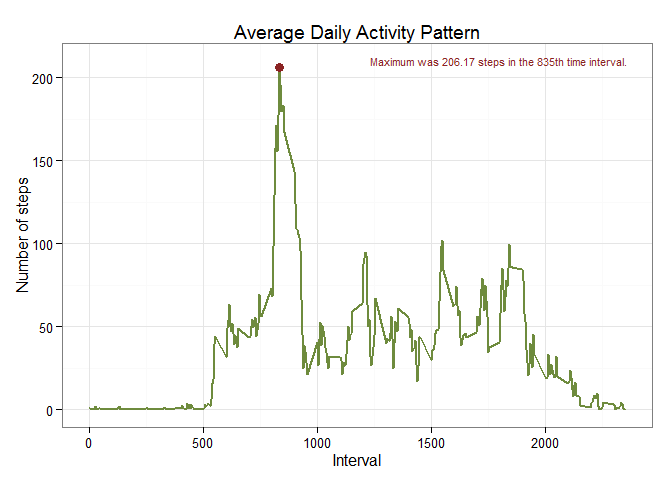 Average Daily Activity Pattern
Maximum was 206.17 steps in the 835th time interval.
Number of steps
200
150
100
50
0
0 500 1000 1500 2000
Interval